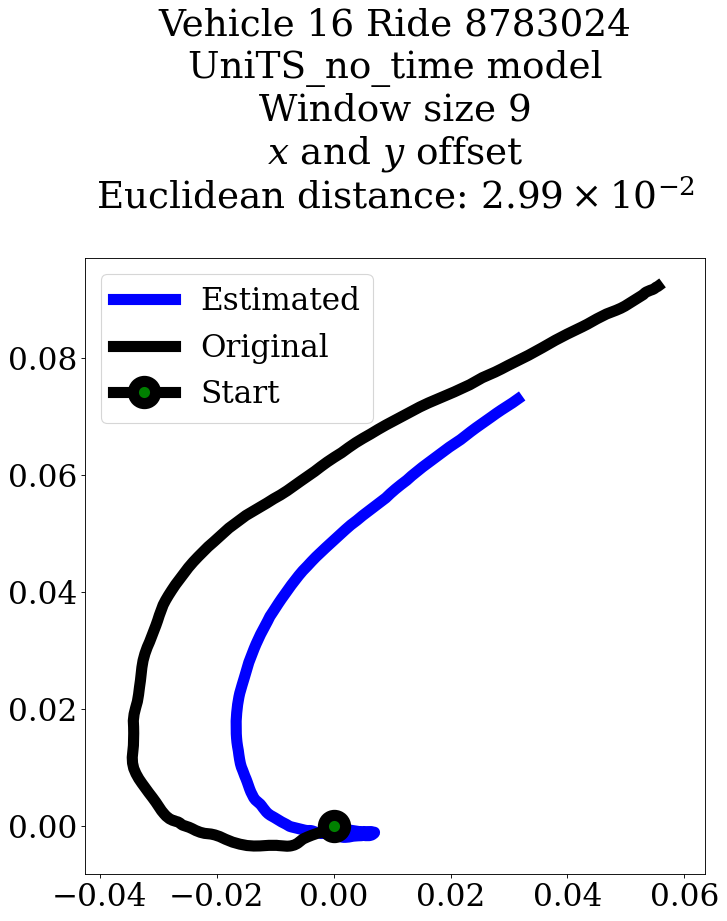 Vehicle 16 Ride 8783024
UniTS_no_time model
Window size 9
x and y offset
Euclidean distance: 2.99 × 10⁻²
Estimated
Original
Start
0.08
0.06
0.04
0.02
0.00
−0.04 −0.02 0.00 0.02 0.04 0.06